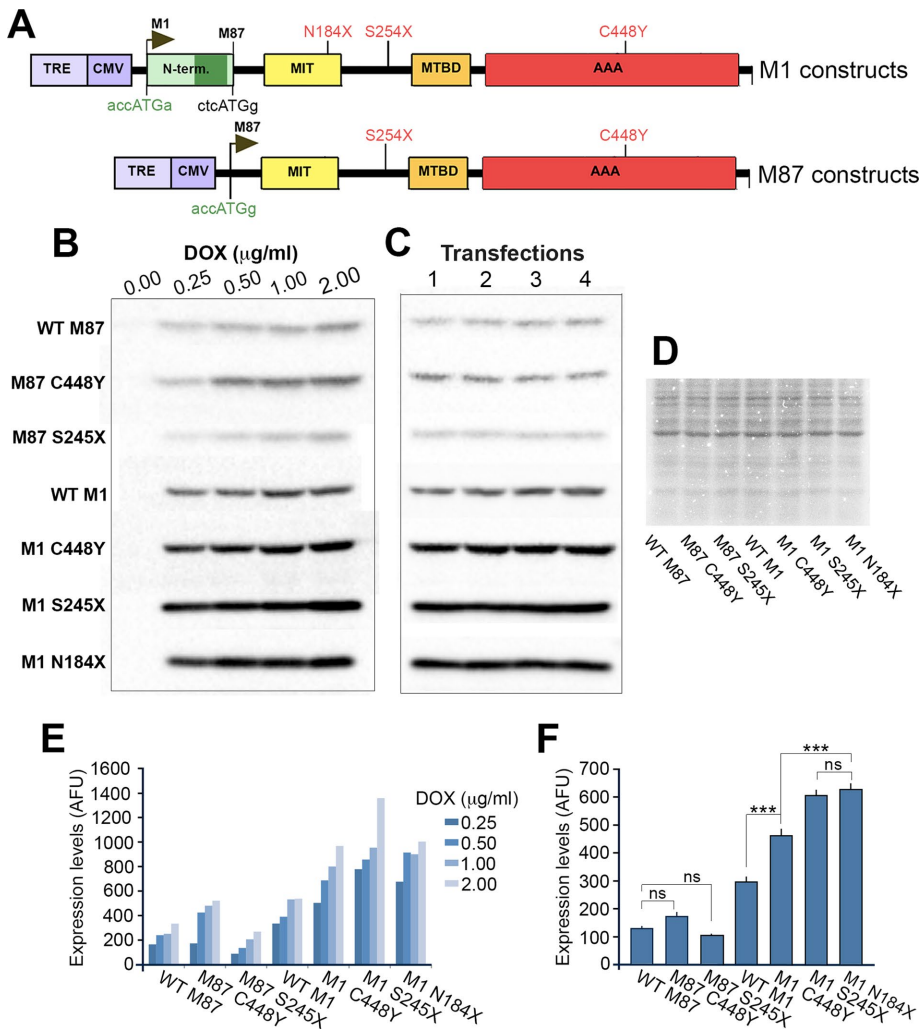 A
M1
M87
N184X
S254X
C448Y
TRE
CMV
N-term.
MIT
MTBD
AAA
M1 constructs
accATGa
ctcATGg
M87
S254X
C448Y
TRE
CMV
MIT
MTBD
AAA
M87 constructs
accATGg
B
DOX (µg/ml)
0.00 0.25 0.50 1.00 2.00
WT M87
M87 C448Y
M87 S245X
WT M1
M1 C448Y
M1 S245X
M1 N184X
C
Transfections
1 2 3 4
D
WT M87
M87 C448Y
M87 S245X
WT M1
M1 C448Y
M1 S245X
M1 N184X
E
Expression levels (AFU)
1600
1400
1200
1000
800
600
400
200
0
DOX (µg/ml)
0.25
0.50
1.00
2.00
WT M87
M87 C448Y
M87 S245X
WT M1
M1 C448Y
M1 S245X
M1 N184X
F
Expression levels (AFU)
700
600
500
400
300
200
100
0
ns
ns
***
***
ns
WT M87
M87 C448Y
M87 S245X
WT M1
M1 C448Y
M1 S245X
M1 N184X